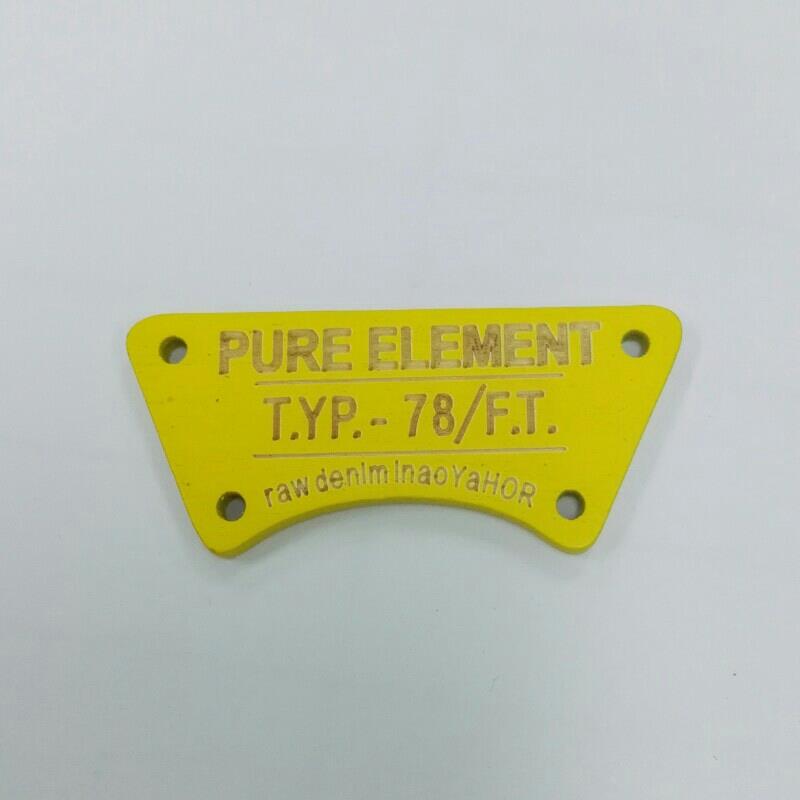 PURE ELEMENT
T.YP.- 78/F.T.
raw denim inaoYaHOR